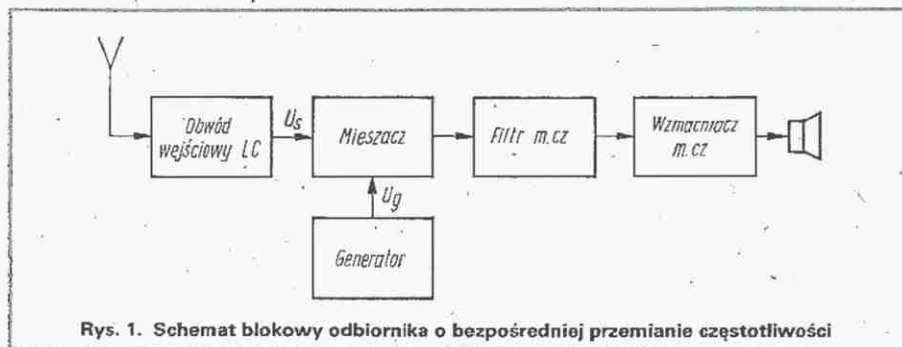 Obwód
wejściowy LC
Us
Mieszacz
Ug
Generator
Filtr m.cz
Wzmacniacz
m.cz
Rys. 1. Schemat blokowy odbiornika o bezpośredniej przemianie częstotliwości